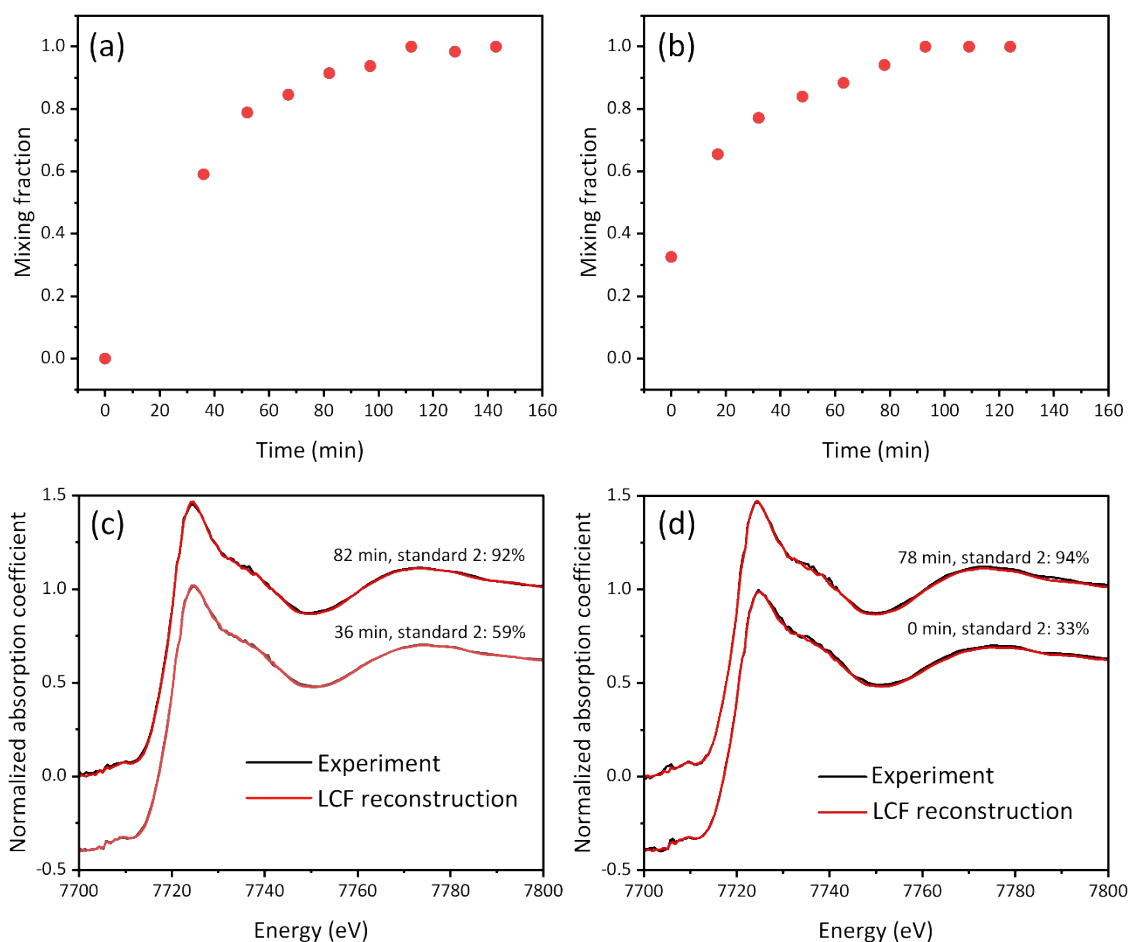 (a)
Mixing fraction
1.0
0.8
0.6
0.4
0.2
0.0
0 20 40 60 80 100 120 140 160
Time (min)
(b)
Mixing fraction
1.0
0.8
0.6
0.4
0.2
0.0
0 20 40 60 80 100 120 140 160
Time (min)
(c)
Normalized absorption coefficient
1.5
1.0
0.5
0.0
-0.5
82 min, standard 2: 92%
36 min, standard 2: 59%
Experiment
LCF reconstruction
7700 7720 7740 7760 7780 7800
Energy (eV)
(d)
Normalized absorption coefficient
1.5
1.0
0.5
0.0
-0.5
78 min, standard 2: 94%
0 min, standard 2: 33%
Experiment
LCF reconstruction
7700 7720 7740 7760 7780 7800
Energy (eV)